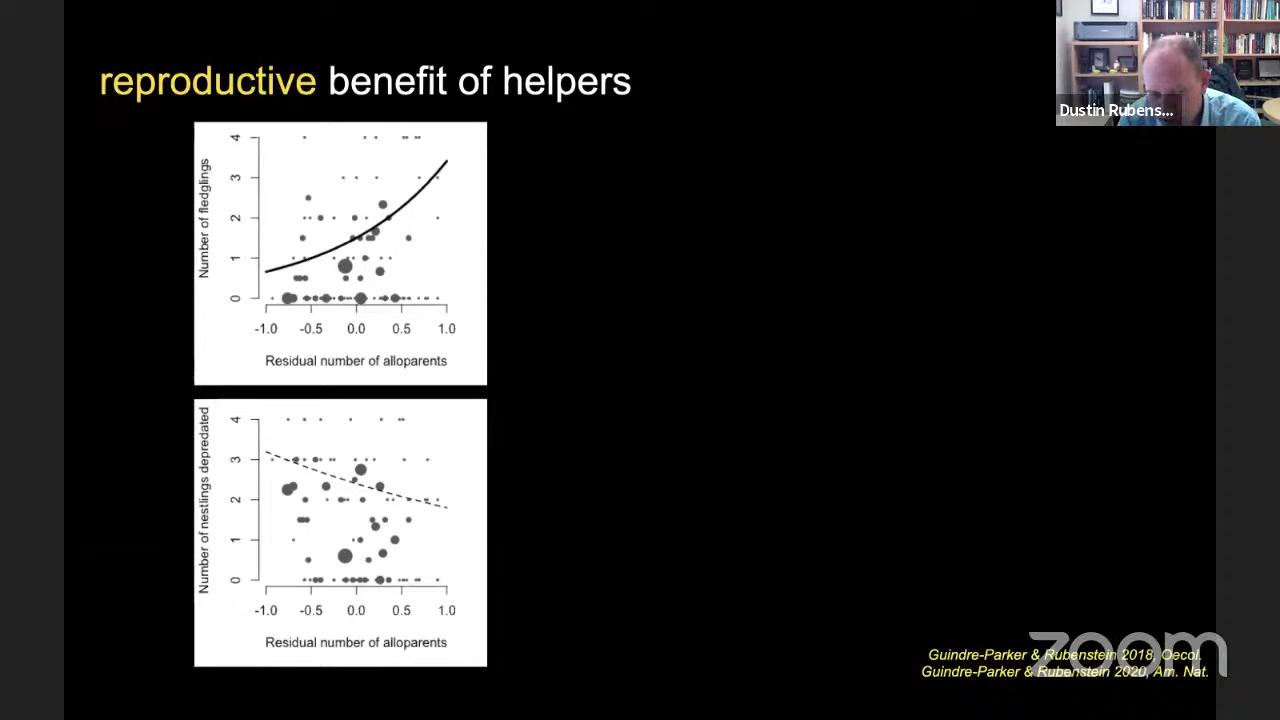 Dustin Rubens...
reproductive benefit of helpers
Number of fledglings
4
3
2
1
0
-1.0 -0.5 0.0 0.5 1.0
Residual number of alloparents
Number of nestlings depredated
4
3
2
1
0
-1.0 -0.5 0.0 0.5 1.0
Residual number of alloparents
Guindre-Parker & Rubenstein 2018, Oecol.
Guindre-Parker & Rubenstein 2020, Am. Nat.
zoom